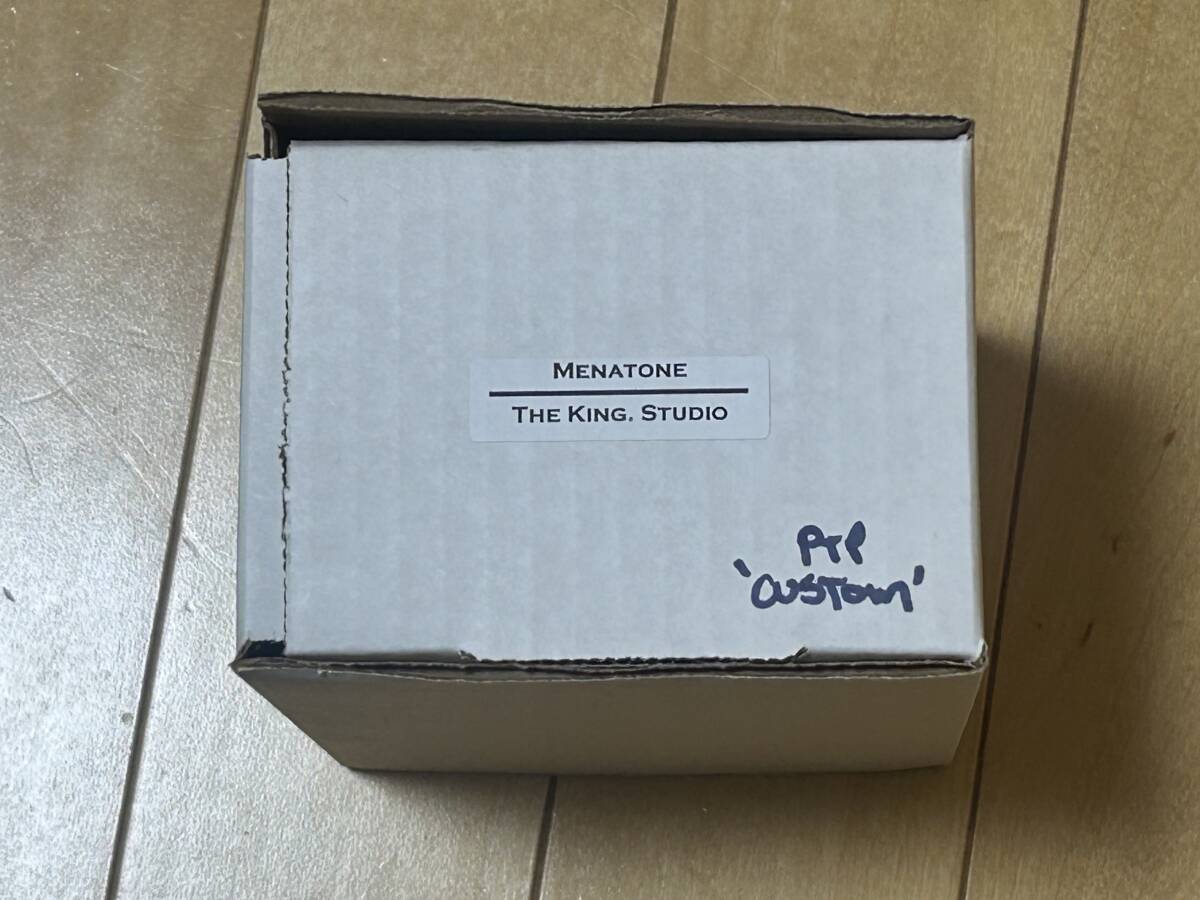 MENATONE
THE KING. STUDIO
PTP
'CUSTOM'